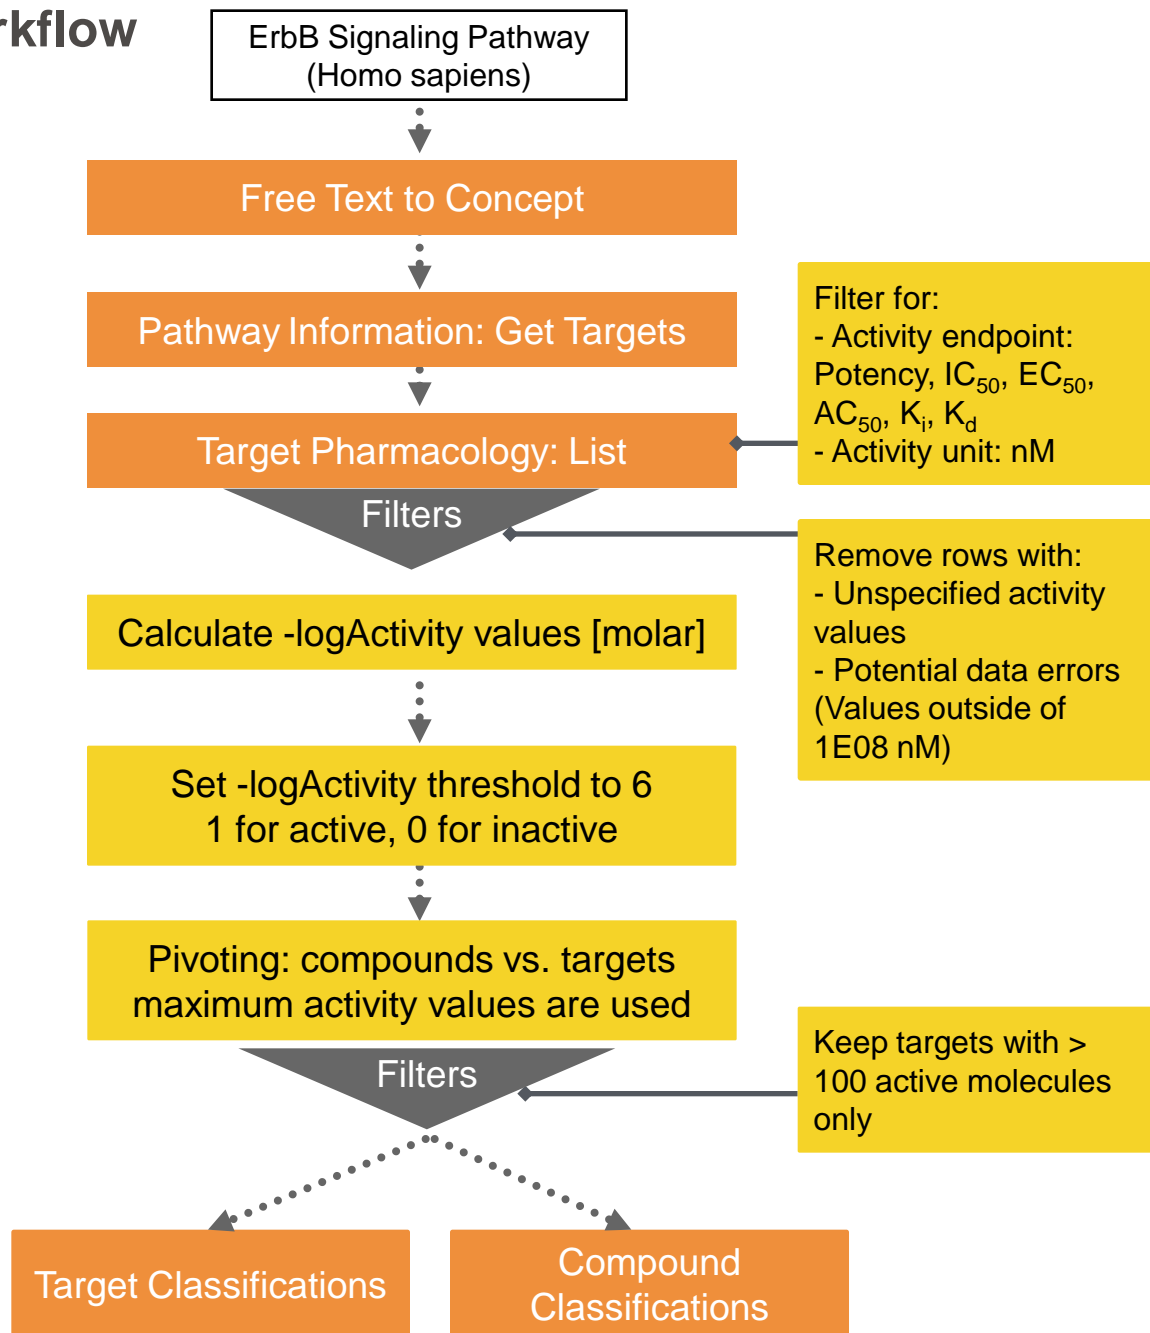 rkflow
ErbB Signaling Pathway
(Homo sapiens)
Free Text to Concept
Pathway Information: Get Targets
Filter for:
- Activity endpoint:
Potency, IC50, EC50,
AC50, Ki, Kd
- Activity unit: nM
Target Pharmacology: List
Filters
Remove rows with:
- Unspecified activity
values
- Potential data errors
(Values outside of
1E08 nM)
Calculate -logActivity values [molar]
Set -logActivity threshold to 6
1 for active, 0 for inactive
Pivoting: compounds vs. targets
maximum activity values are used
Filters
Keep targets with >
100 active molecules
only
Target Classifications
Compound
Classifications